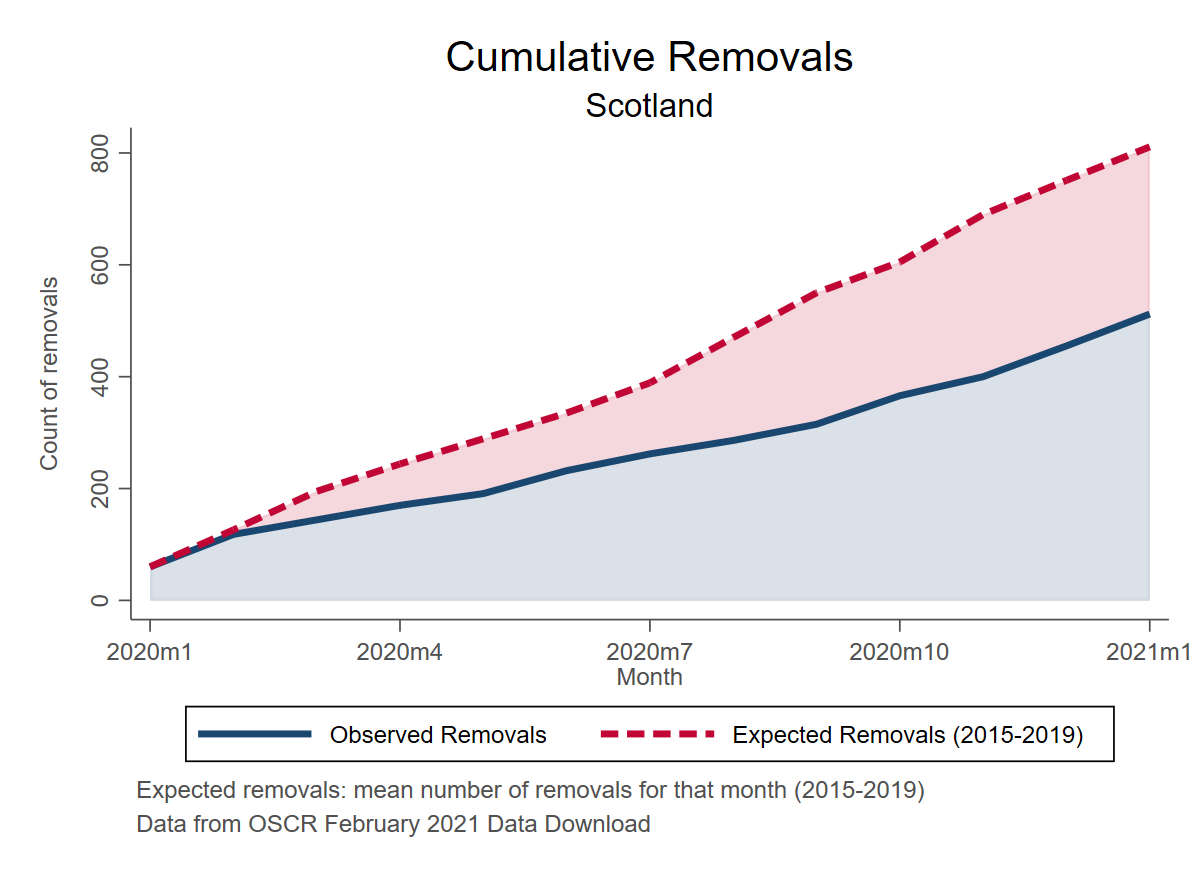 Cumulative Removals
Scotland
Count of removals
800
600
400
200
0
2020m1 2020m4 2020m7 2020m10 2021m1
Month
Observed Removals Expected Removals (2015-2019)
Expected removals: mean number of removals for that month (2015-2019)
Data from OSCR February 2021 Data Download